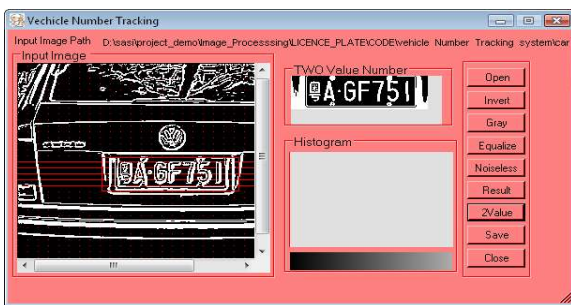 Vechicle Number Tracking
Input Image Path D:\sasi\project_demo\Image_Processsing\LICENCE_PLATE\CODE\vehicle Number Tracking system\car
Input Image
A·GF751
TWO Value Number
A·GF751
Histogram
Open
Invert
Gray
Equalize
Noiseless
Result
2Value
Save
Close